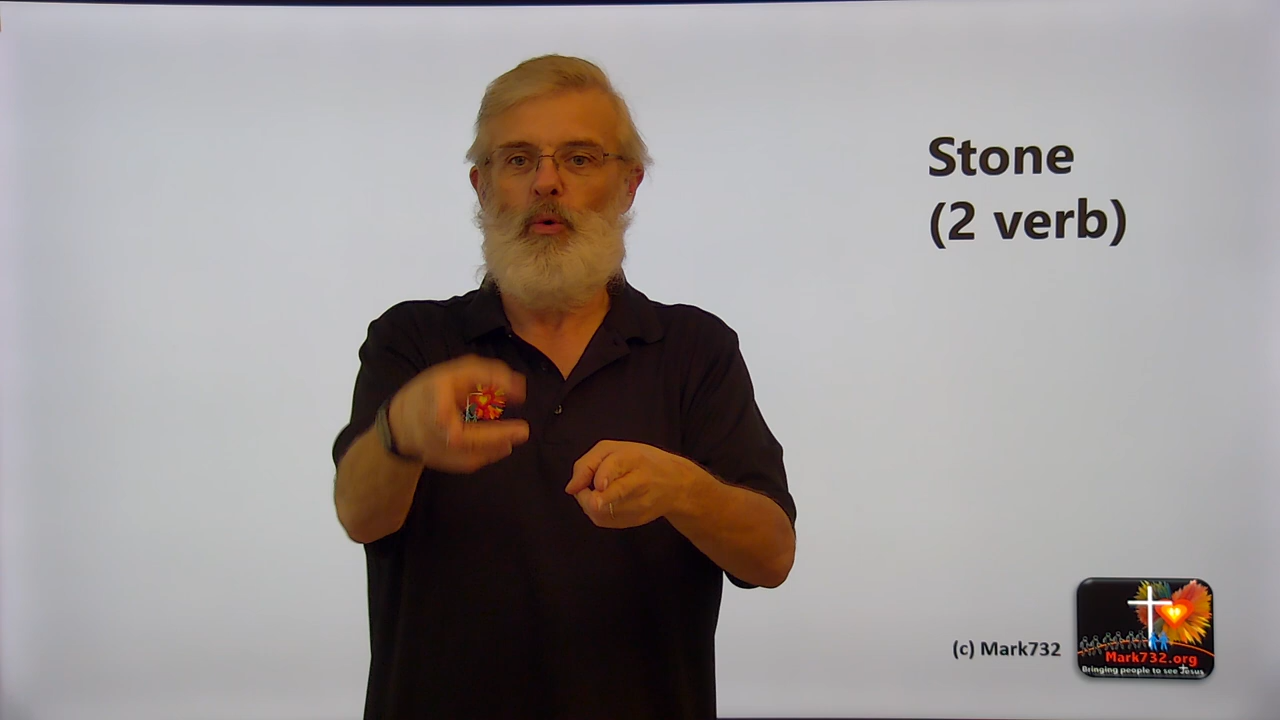 Stone
(2 verb)
(c) Mark732
Mark732.org
Bringing people to see Jesus